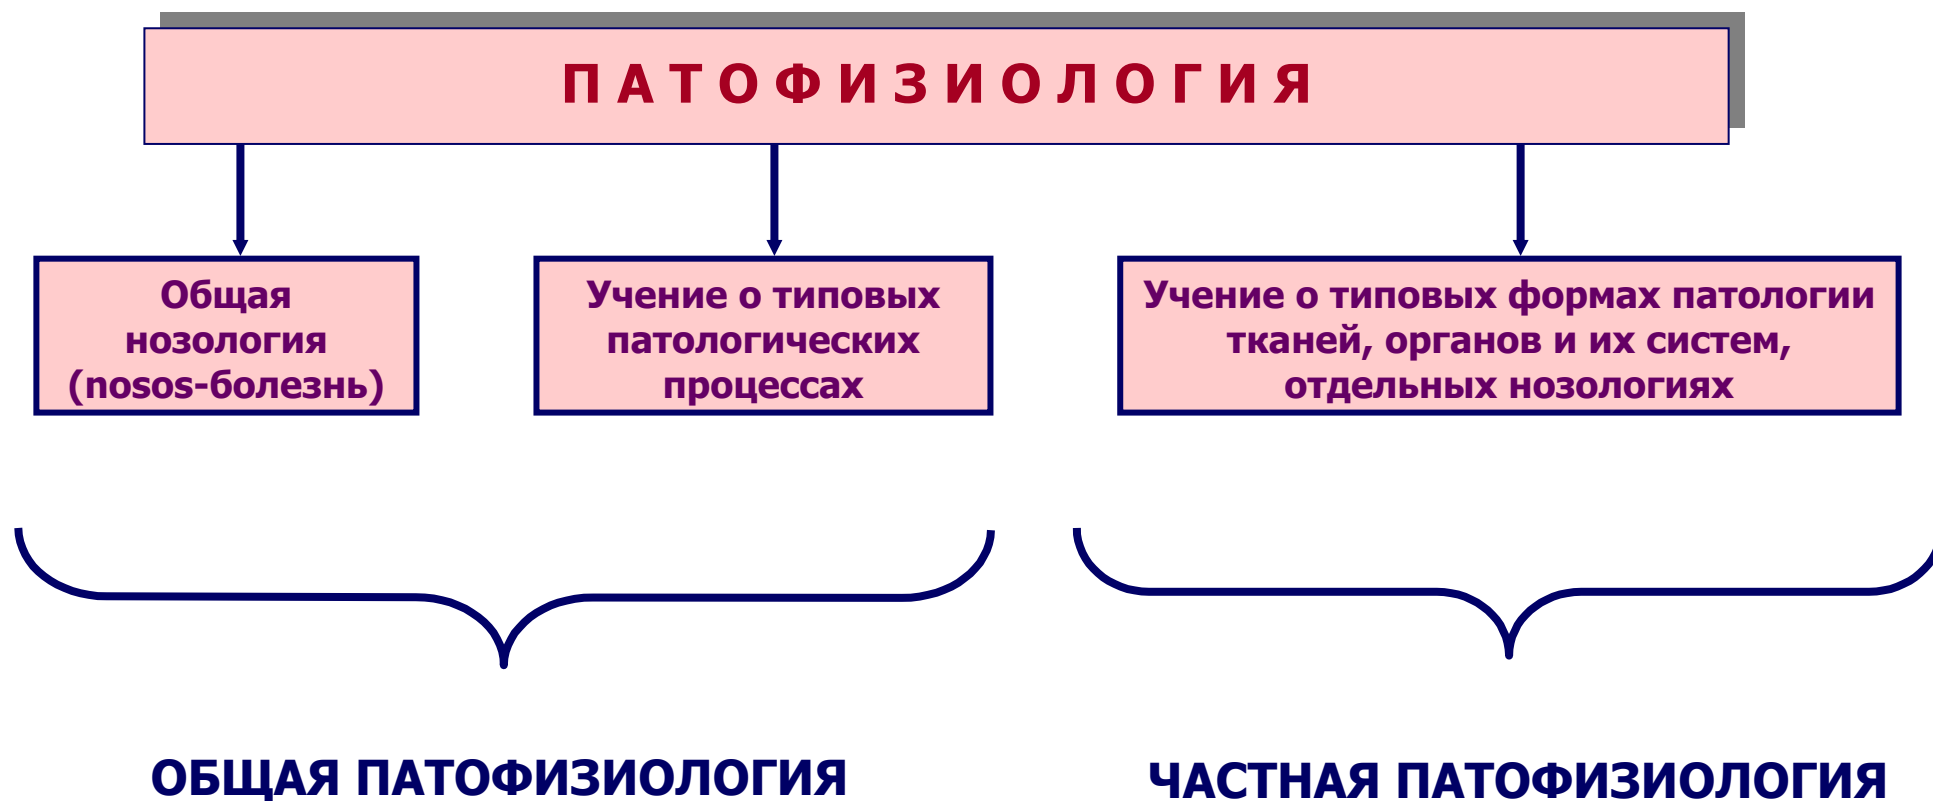 ПАТОФИЗИОЛОГИЯ
Общая
нозология
(nosos-болезнь)
Учение о типовых
патологических
процессах
Учение о типовых формах патологии
тканей, органов и их систем,
отдельных нозологиях
ОБЩАЯ ПАТОФИЗИОЛОГИЯ
ЧАСТНАЯ ПАТОФИЗИОЛОГИЯ